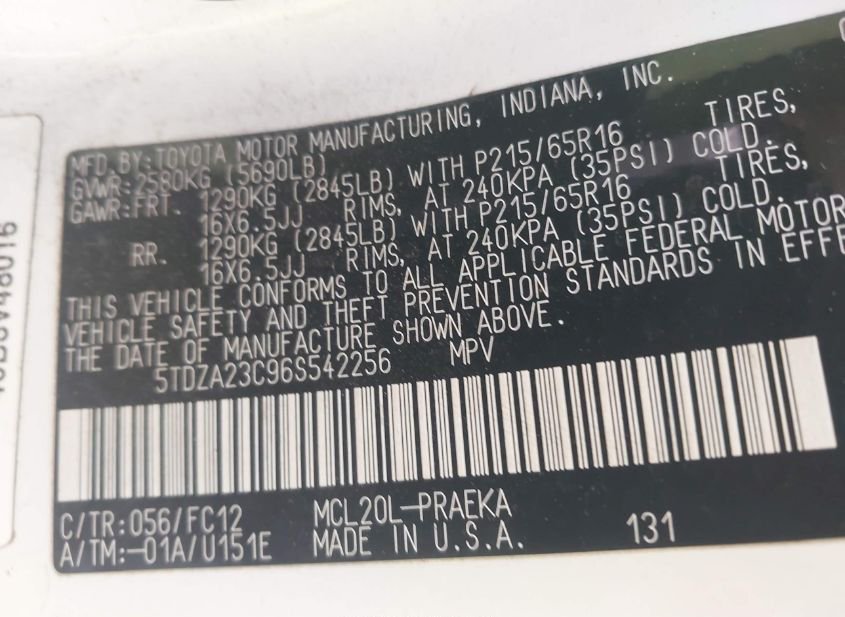 MFD. BY: TOYOTA MOTOR MANUFACTURING, INDIANA, INC.
GVWR: 2580KG (5690LB)
GAWR: FRT. 1290KG (2845LB) WITH P215/65R16 TIRES,
16X6.5JJ RIMS, AT 240KPA (35PSI) COLD.
RR. 1290KG (2845LB) WITH P215/65R16 TIRES,
16X6.5JJ RIMS, AT 240KPA (35PSI) COLD.
THIS VEHICLE CONFORMS TO ALL APPLICABLE FEDERAL MOTOR
VEHICLE SAFETY AND THEFT PREVENTION STANDARDS IN EFFE
THE DATE OF MANUFACTURE SHOWN ABOVE.
5TDZA23C96S542256 MPV
C/TR: 056/FC12 MCL20L-PRAEKA
A/TM: -01A/U151E MADE IN U.S.A. 131